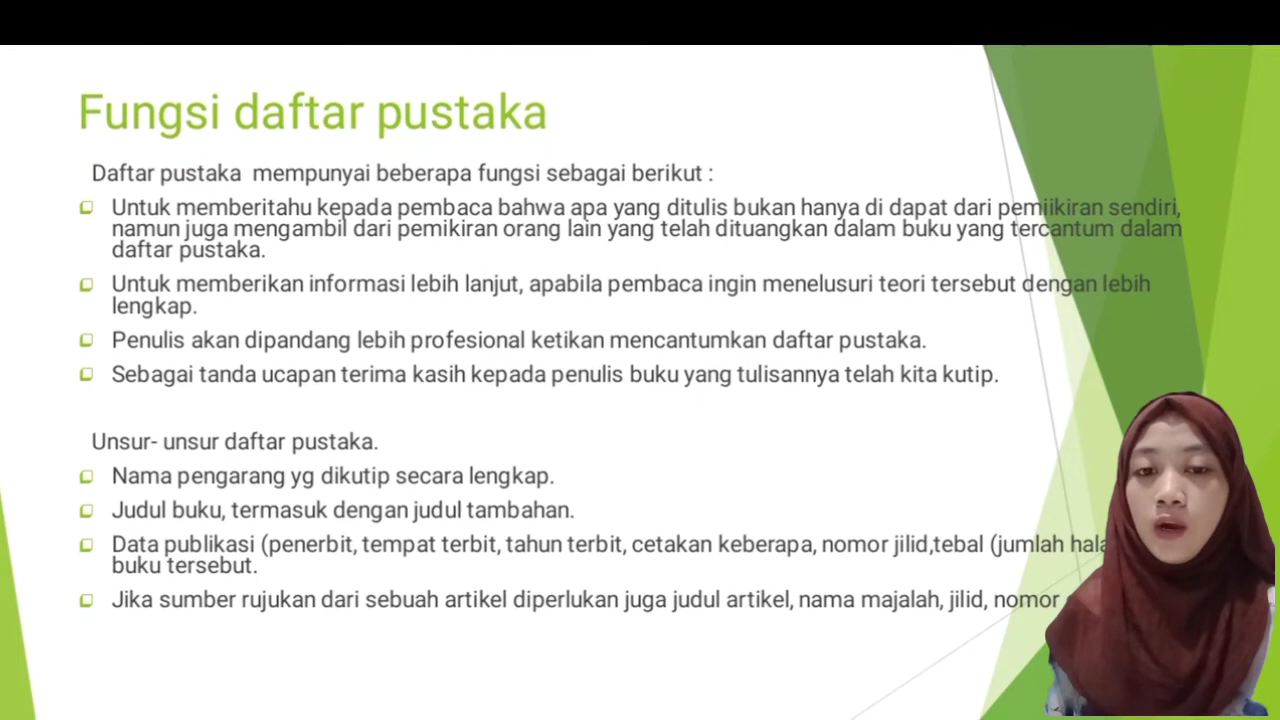 Fungsi daftar pustaka
Daftar pustaka mempunyai beberapa fungsi sebagai berikut :
Untuk memberitahu kepada pembaca bahwa apa yang ditulis bukan hanya di dapat dari pemiikiran sendiri,
namun juga mengambil dari pemikiran orang lain yang telah dituangkan dalam buku yang tercantum dalam
daftar pustaka.
Untuk memberikan informasi lebih lanjut, apabila pembaca ingin menelusuri teori tersebut dengan lebih
lengkap.
Penulis akan dipandang lebih profesional ketikan mencantumkan daftar pustaka.
Sebagai tanda ucapan terima kasih kepada penulis buku yang tulisannya telah kita kutip.
Unsur- unsur daftar pustaka.
Nama pengarang yg dikutip secara lengkap.
Judul buku, termasuk dengan judul tambahan.
Data publikasi (penerbit, tempat terbit, tahun terbit, cetakan keberapa, nomor jilid,tebal (jumlah
buku tersebut.
Jika sumber rujukan dari sebuah artikel diperlukan juga judul artikel, nama majalah, jilid, nomor